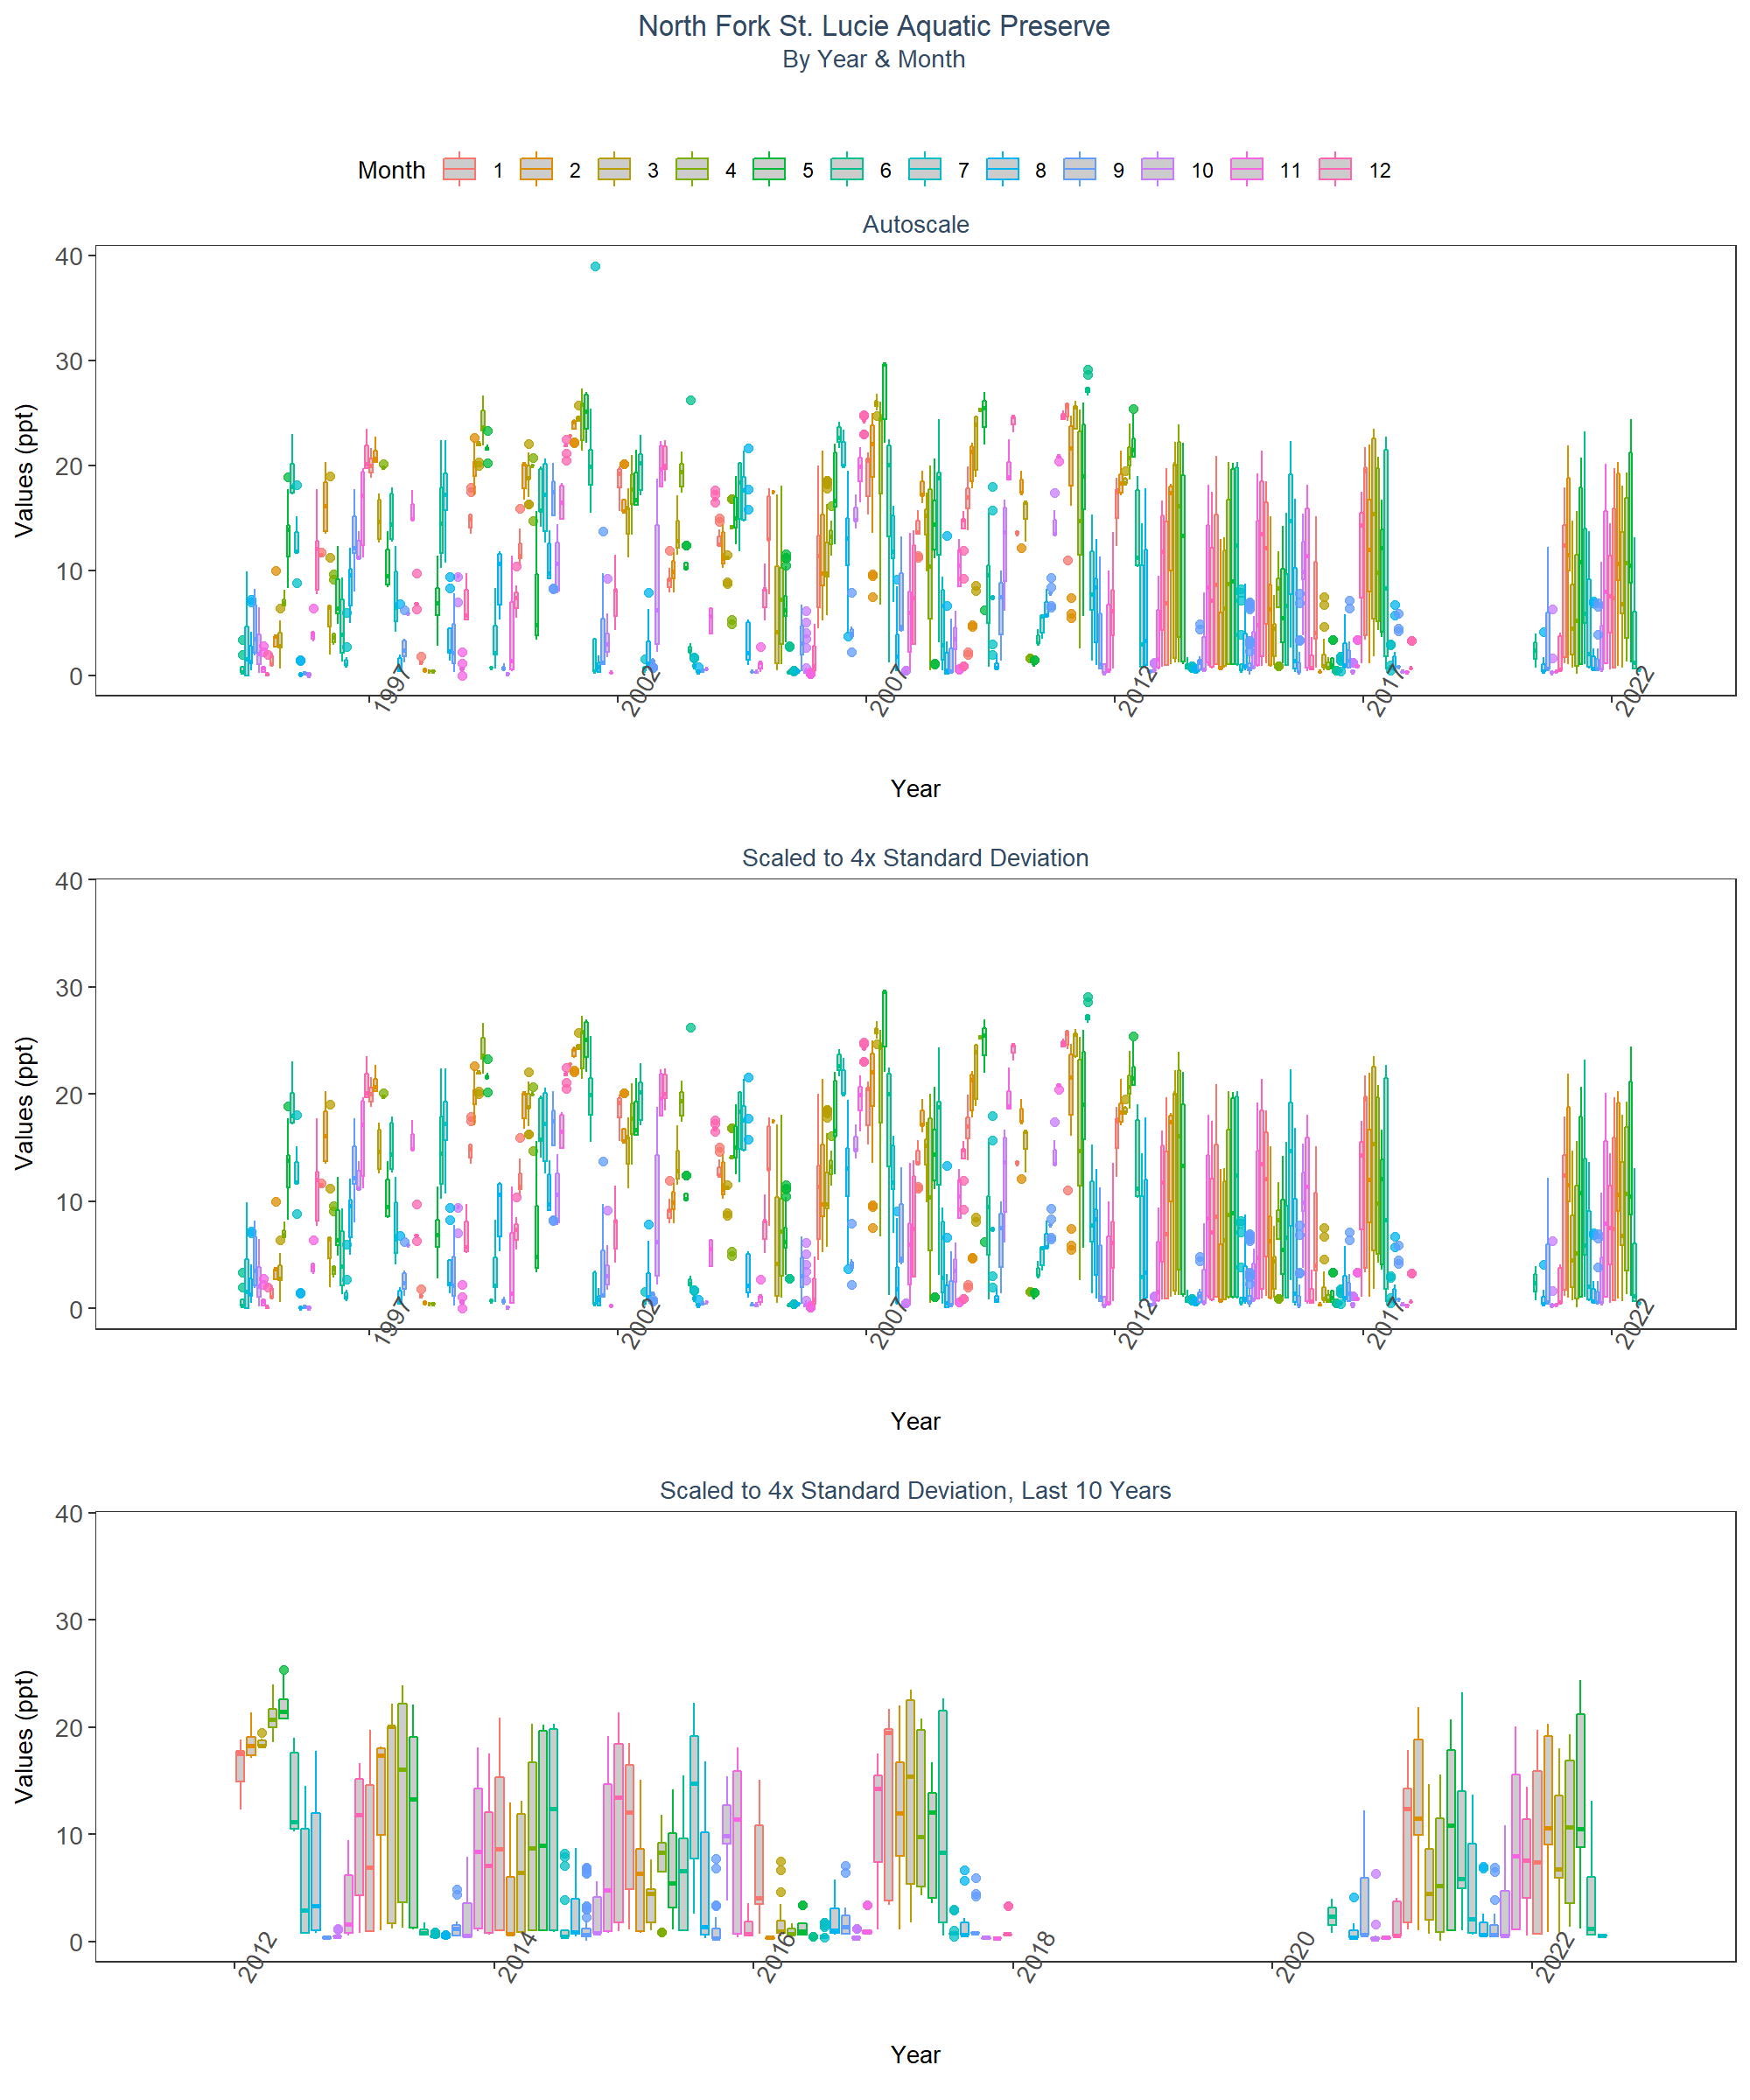 North Fork St. Lucie Aquatic Preserve
By Year & Month
Month 1 2 3 4 5 6 7 8 9 10 11 12
Autoscale
Values (ppt)
40
30
20
10
0
1997 2002 2007 2012 2017 2022
Year
Scaled to 4x Standard Deviation
Values (ppt)
40
30
20
10
0
1997 2002 2007 2012 2017 2022
Year
Scaled to 4x Standard Deviation, Last 10 Years
Values (ppt)
40
30
20
10
0
2012 2014 2016 2018 2020 2022
Year